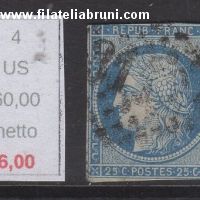 www.filateliabruni.com
4
US
60,00
netto
6,00
REPUB FRANC
25 C POSTES 25 C